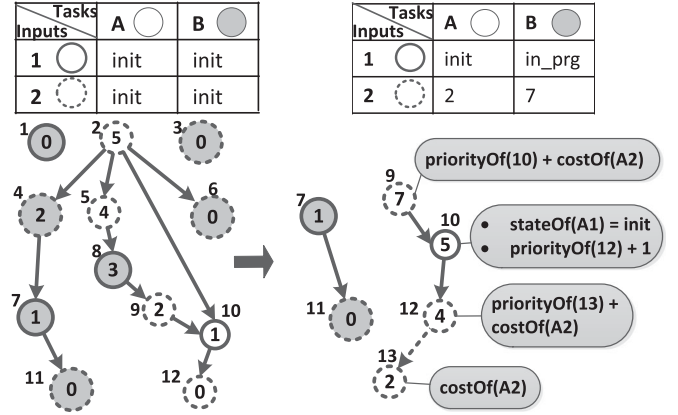 Tasks
Inputs
A
B
1
init
init
2
init
init
Tasks
Inputs
A
B
1
init
in_prg
2
2
7
1
0
2
5
3
0
4
2
5
4
6
0
8
3
7
1
9
2
10
1
11
0
12
0
priorityOf(10) + costOf(A2)
9
7
7
1
10
5
• stateOf(A1) = init
• priorityOf(12) + 1
11
0
12
4
priorityOf(13) +
costOf(A2)
13
2
costOf(A2)